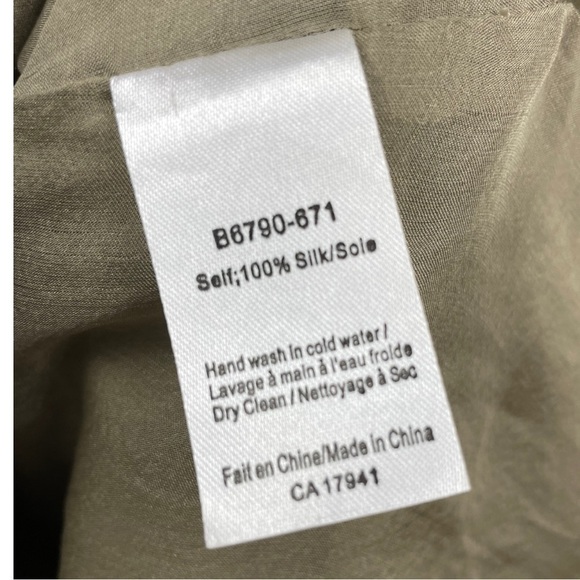 B6790-671
Self;100% Silk/Soie
Hand wash in cold water /
Lavage à main à l'eau froide
Dry Clean / Nettoyage à Sec
Fait en Chine/Made in China
CA 17941